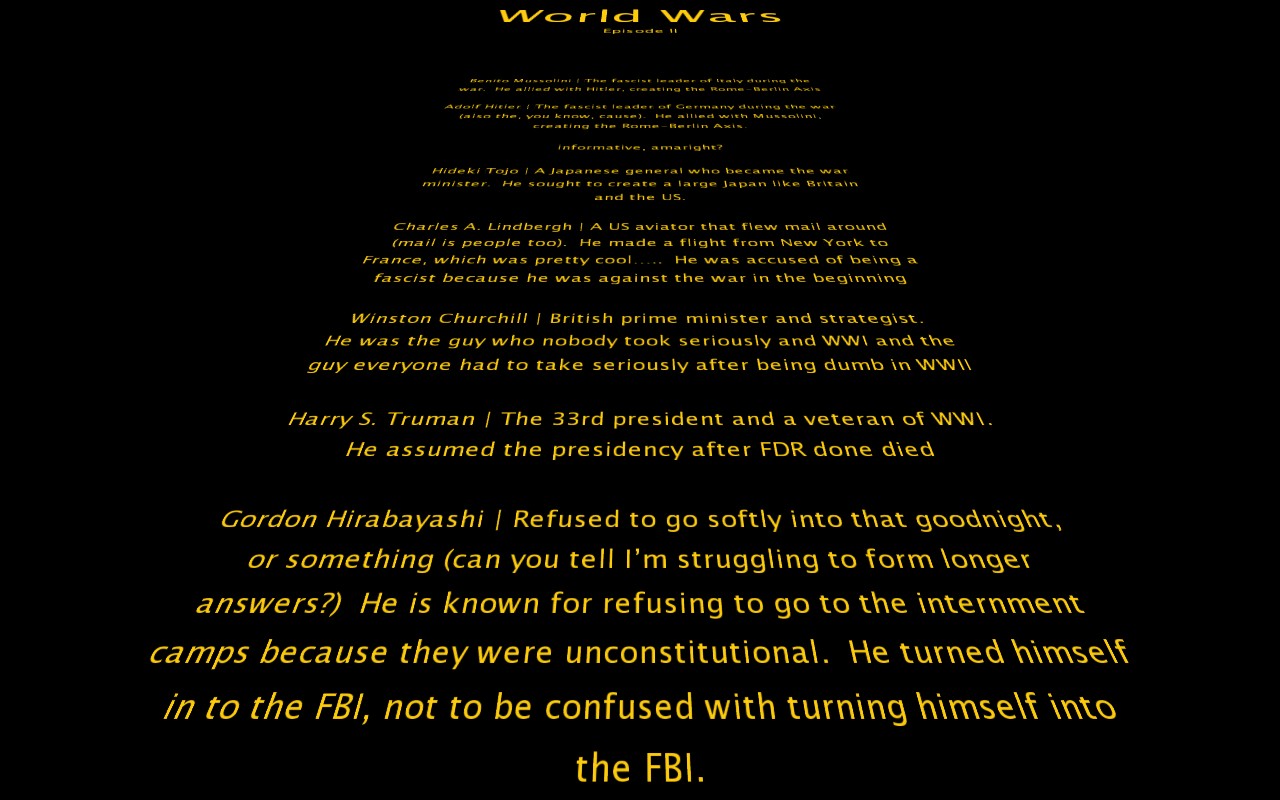 World Wars
Episode II
Benito Mussolini | The fascist leader of Italy during the
war.  He allied with Hitler, creating the Rome-Berlin Axis
Adolf Hitler | The fascist leader of Germany during the war
(also the, you know, cause).  He allied with Mussolini,
creating the Rome-Berlin Axis.
informative, amaright?
Hideki Tojo | A Japanese general who became the war
minister.  He sought to create a large Japan like Britain
and the US.
Charles A. Lindbergh | A US aviator that flew mail around
(mail is people too).  He made a flight from New York to
France, which was pretty cool.....  He was accused of being a
fascist because he was against the war in the beginning
Winston Churchill | British prime minister and strategist.
He was the guy who nobody took seriously and WWI and the
guy everyone had to take seriously after being dumb in WWII
Harry S. Truman | The 33rd president and a veteran of WWI.
He assumed the presidency after FDR done died
Gordon Hirabayashi | Refused to go softly into that goodnight,
or something (can you tell I’m struggling to form longer
answers?)  He is known for refusing to go to the internment
camps because they were unconstitutional.  He turned himself
in to the FBI, not to be confused with turning himself into
the FBI.